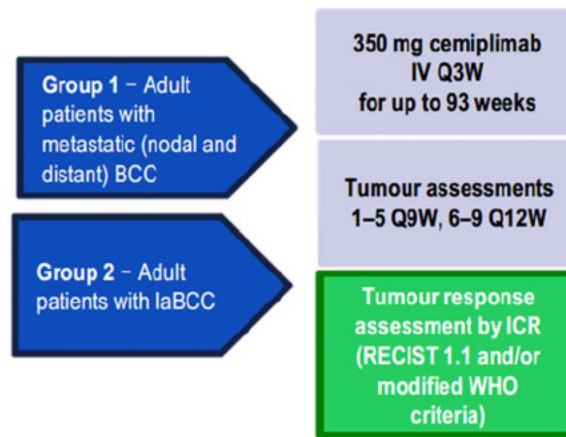 Group 1 – Adult
patients with
metastatic (nodal and
distant) BCC
Group 2 – Adult
patients with laBCC
350 mg cemiplimab
IV Q3W
for up to 93 weeks
Tumour assessments
1–5 Q9W, 6–9 Q12W
Tumour response
assessment by ICR
(RECIST 1.1 and/or
modified WHO
criteria)